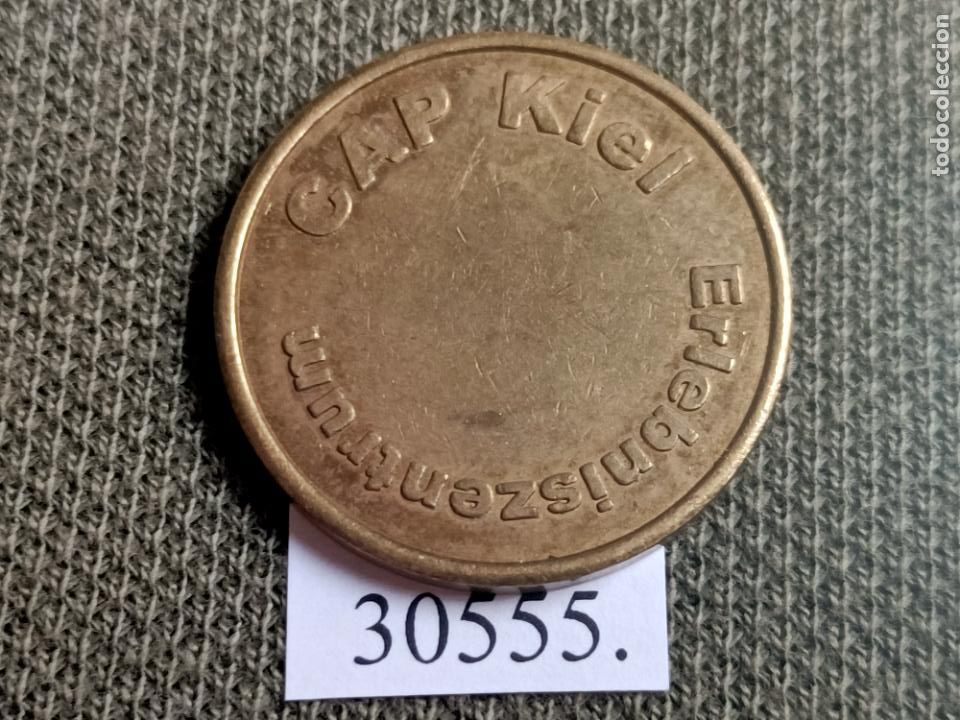 CAP Kiel
Erlebniszentrum
30555.
todocoleccion